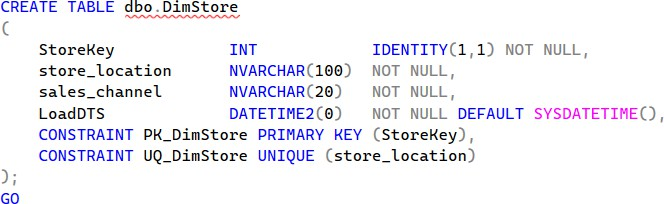 CREATE TABLE dbo.DimStore
(
    StoreKey            INT             IDENTITY(1,1) NOT NULL,
    store_location      NVARCHAR(100)   NOT NULL,
    sales_channel       NVARCHAR(20)    NOT NULL,
    LoadDTS             DATETIME2(0)    NOT NULL DEFAULT SYSDATETIME(),
    CONSTRAINT PK_DimStore PRIMARY KEY (StoreKey),
    CONSTRAINT UQ_DimStore UNIQUE (store_location)
);
GO